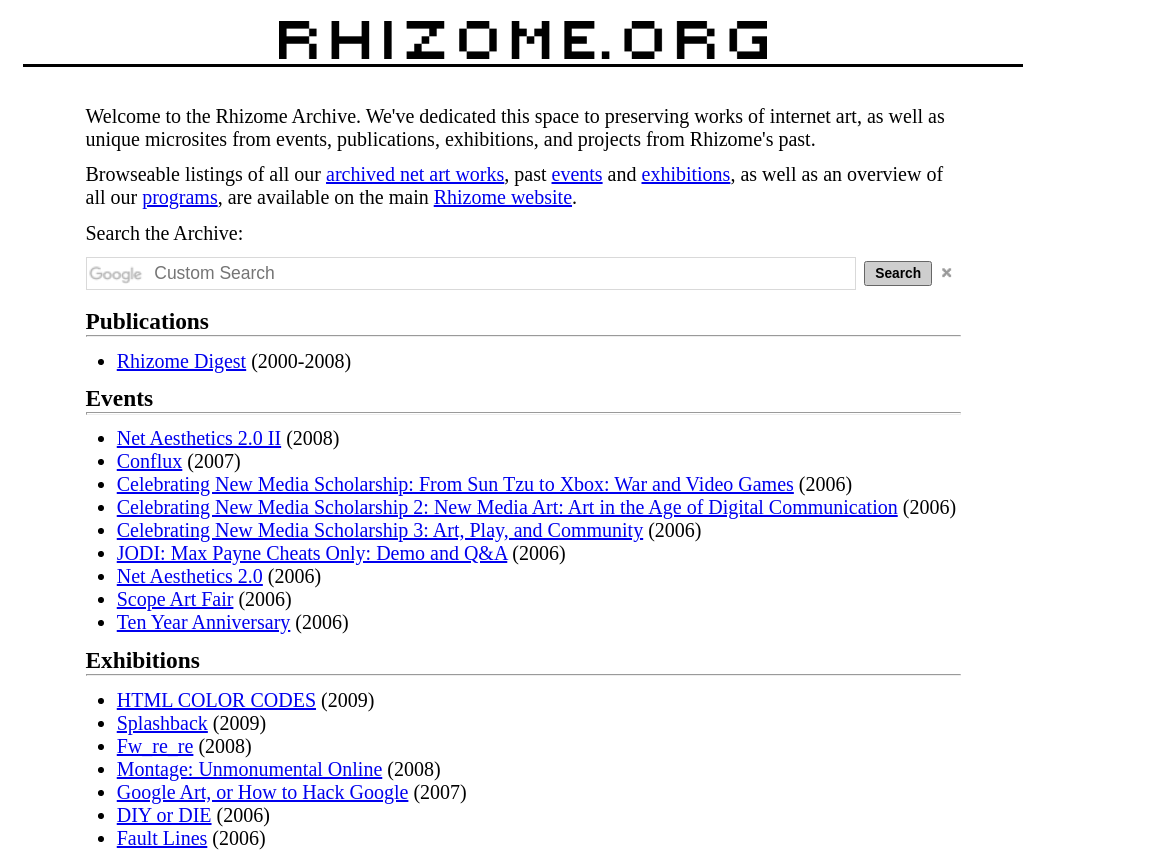 RHIZOME.ORG
Welcome to the Rhizome Archive. We've dedicated this space to preserving works of internet art, as well as
unique microsites from events, publications, exhibitions, and projects from Rhizome's past.
Browseable listings of all our archived net art works, past events and exhibitions, as well as an overview of
all our programs, are available on the main Rhizome website.
Search the Archive:
Google Custom Search Search ×
Publications
• Rhizome Digest (2000-2008)
Events
• Net Aesthetics 2.0 II (2008)
• Conflux (2007)
• Celebrating New Media Scholarship: From Sun Tzu to Xbox: War and Video Games (2006)
• Celebrating New Media Scholarship 2: New Media Art: Art in the Age of Digital Communication (2006)
• Celebrating New Media Scholarship 3: Art, Play, and Community (2006)
• JODI: Max Payne Cheats Only: Demo and Q&A (2006)
• Net Aesthetics 2.0 (2006)
• Scope Art Fair (2006)
• Ten Year Anniversary (2006)
Exhibitions
• HTML COLOR CODES (2009)
• Splashback (2009)
• Fw_re_re (2008)
• Montage: Unmonumental Online (2008)
• Google Art, or How to Hack Google (2007)
• DIY or DIE (2006)
• Fault Lines (2006)